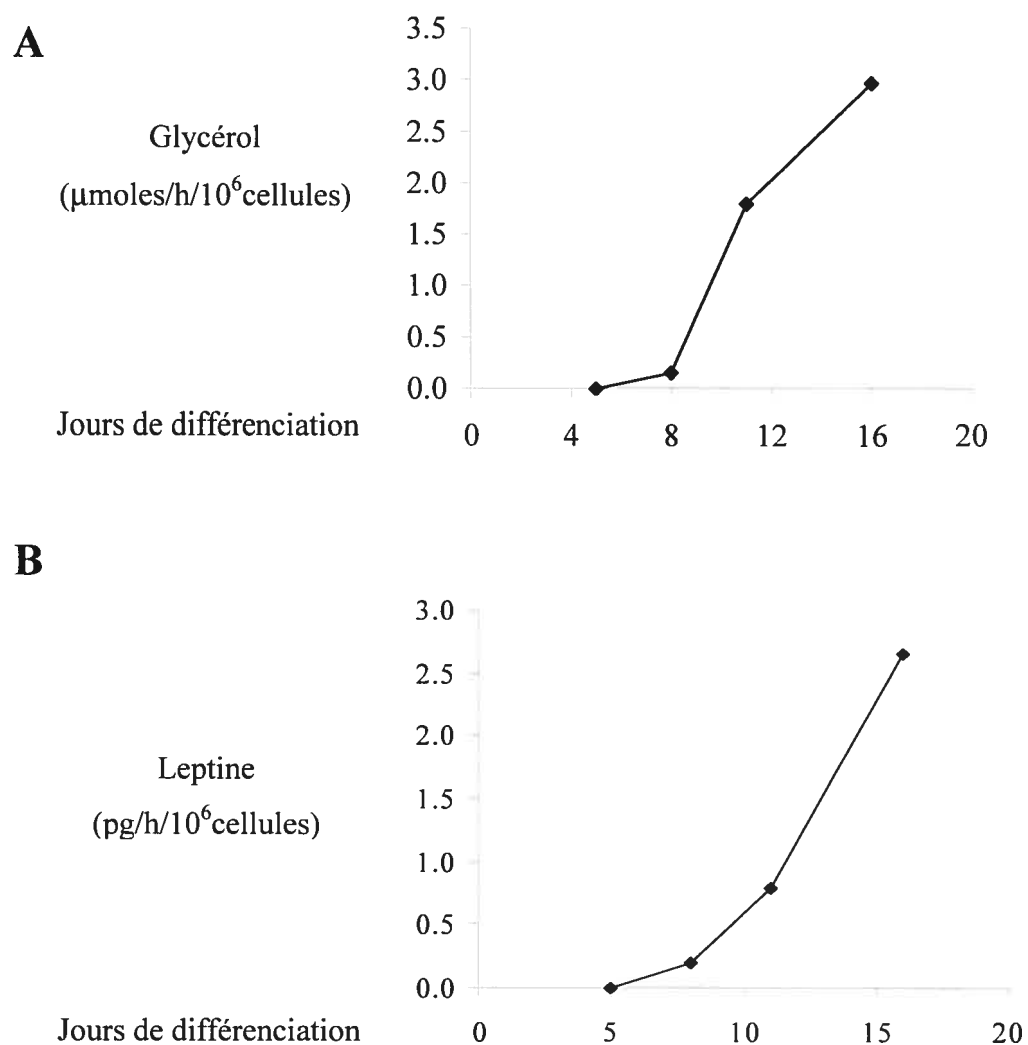 A
3.5
3.0
2.5
2.0
1.5
1.0
0.5
0.0
Glycérol
(µmoles/h/10⁶cellules)
Jours de différenciation
0 4 8 12 16 20
B
3.0
2.5
2.0
1.5
1.0
0.5
0.0
Leptine
(pg/h/10⁶cellules)
Jours de différenciation
0 5 10 15 20